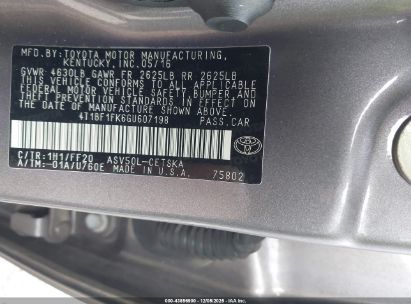 MFD. BY: TOYOTA MOTOR MANUFACTURING,
KENTUCKY, INC. 05/16
GVWR 4630LB GAWR FR 2625LB RR 2625LB
THIS VEHICLE CONFORMS TO ALL APPLICABLE
FEDERAL MOTOR VEHICLE SAFETY, BUMPER, AND
THEFT PREVENTION STANDARDS IN EFFECT ON
THE DATE OF MANUFACTURE SHOWN ABOVE.
4T1BF1FK6GU607198 PASS.CAR
C/TR:1H1/FF20 ASV50L-CETSKA
A/TM:-01A/U760E MADE IN U.S.A. 75802
TOYOTA